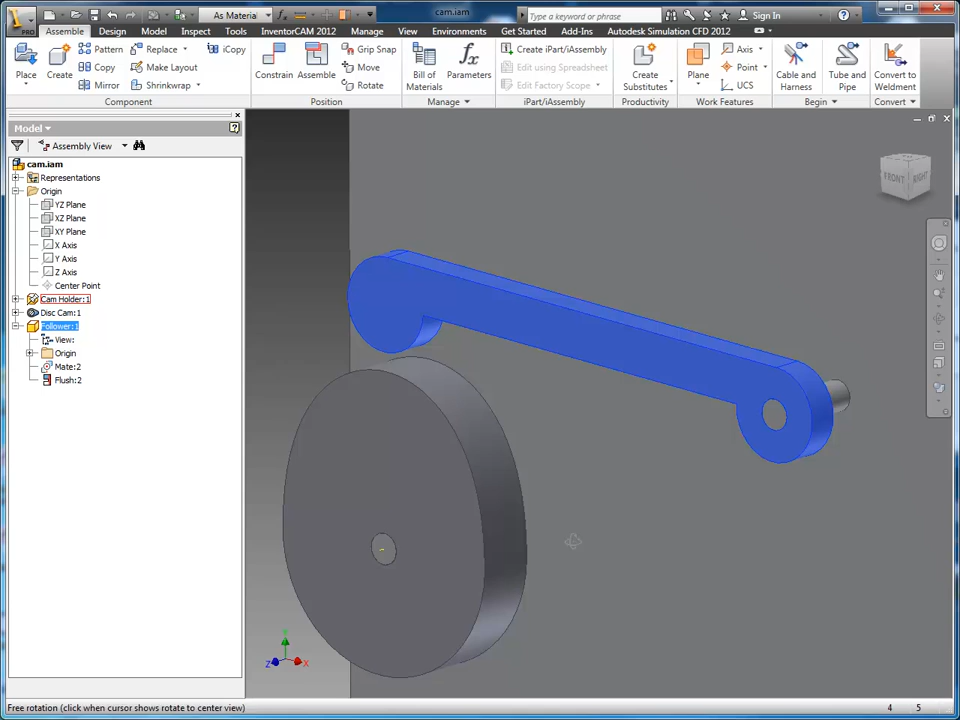 As Material
cam.iam
Type a keyword or phrase
Sign In
PRO
Assemble Design Model Inspect Tools InventorCAM 2012 Manage View Environments Get Started Add-Ins Autodesk Simulation CFD 2012
Place
Create
Pattern
Copy
Mirror
Replace
Make Layout
Shrinkwrap
iCopy
Component
Constrain
Assemble
Grip Snap
Move
Rotate
Position
Bill of
Materials
Parameters
Manage
Create iPart/iAssembly
Edit using Spreadsheet
Edit Factory Scope
iPart/iAssembly
Create
Components
Productivity
Plane
Axis
Point
UCS
Work Features
Cable and
Harness
Tube and
Pipe
Begin
Convert to
Weldment
Convert
Model
Assembly View
cam.iam
Representations
Origin
YZ Plane
XZ Plane
XY Plane
X Axis
Y Axis
Z Axis
Center Point
Cam Holder:1
Disc Cam:1
Follower:1
View:
Origin
Mate:2
Flush:2
FRONT
RIGHT
Y
Z
X
Free rotation (click when cursor shows rotate to center view)
4 5